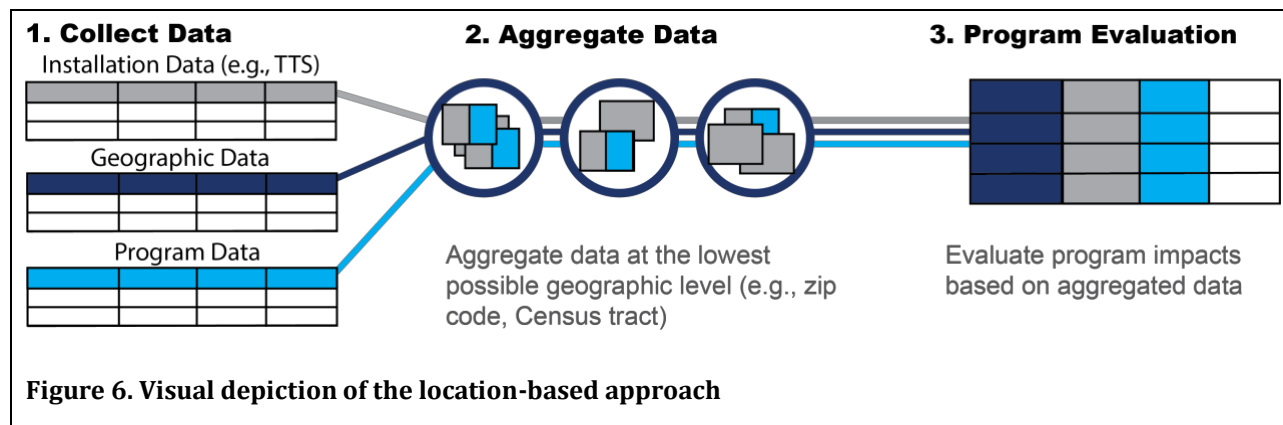 1. Collect Data
Installation Data (e.g., TTS)
Geographic Data
Program Data
2. Aggregate Data
Aggregate data at the lowest
possible geographic level (e.g., zip
code, Census tract)
3. Program Evaluation
Evaluate program impacts
based on aggregated data
Figure 6. Visual depiction of the location-based approach